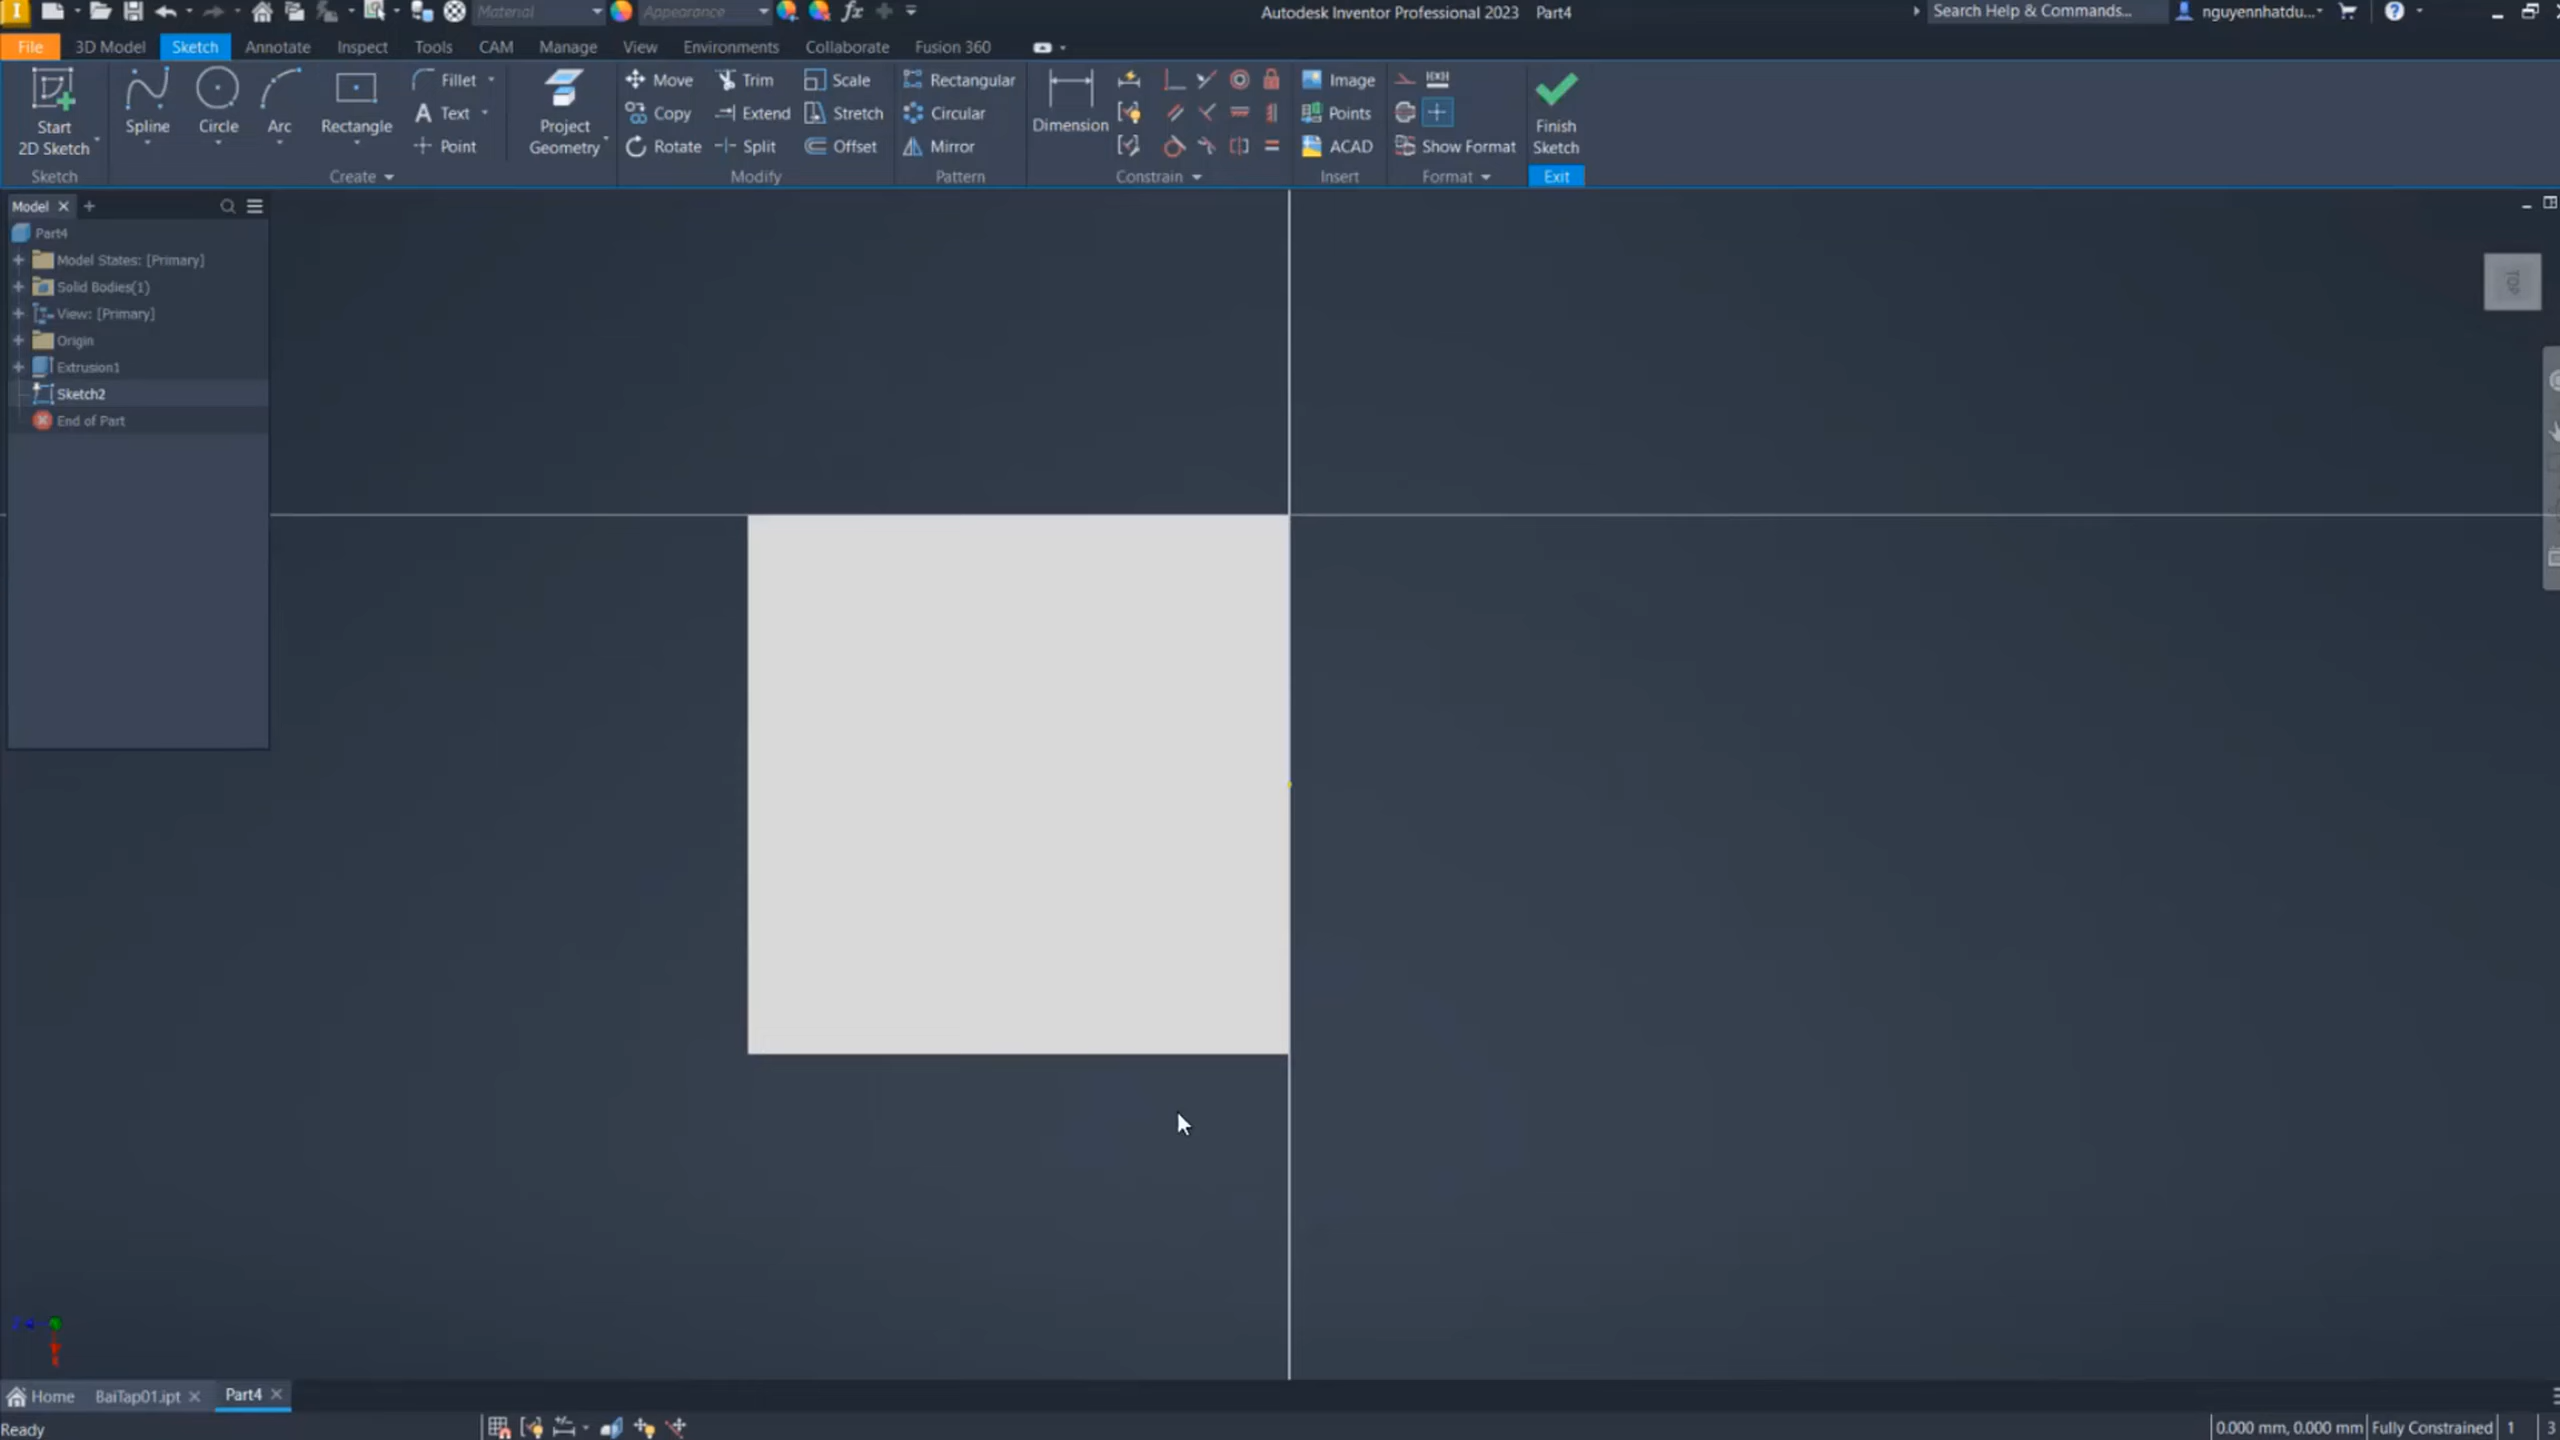 Material Appearance Autodesk Inventor Professional 2023 Part4 Search Help & Commands... nguyennhatdu...
File 3D Model Sketch Annotate Inspect Tools CAM Manage View Environments Collaborate Fusion 360
Start 2D Sketch Spline Circle Arc Rectangle
Fillet
Text
Point
Project Geometry
Move Trim Scale
Copy Extend Stretch
Rotate Split Offset
Rectangular
Circular
Mirror
Dimension
Image
Points
ACAD
Show Format
Finish Sketch
Sketch Create Modify Pattern Constrain Insert Format Exit
Model
Part4
Model States: [Primary]
Solid Bodies(1)
View: [Primary]
Origin
Extrusion1
Sketch2
End of Part
TOP
Home BaiTap01.ipt Part4
Ready 0.000 mm, 0.000 mm Fully Constrained 1 3